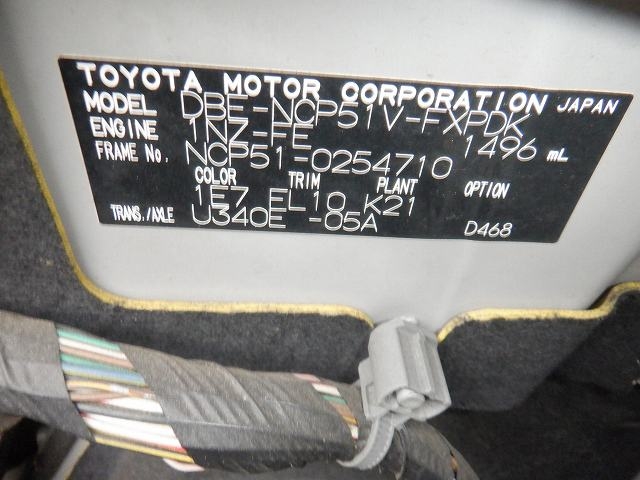 TOYOTA MOTOR CORPORATION JAPAN
MODEL DBE-NCP51V-FXPDK
ENGINE 1NZ-FE 1496 mL
FRAME No. NCP51-0254710
COLOR TRIM PLANT OPTION
1E7 EL10 K21
TRANS./AXLE U340E -05A D468